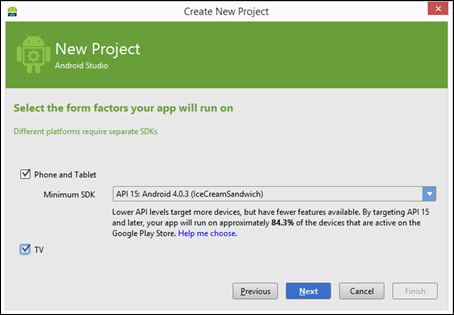 Create New Project
New Project
Android Studio
Select the form factors your app will run on
Different platforms require separate SDKs
Phone and Tablet
Minimum SDK API 15: Android 4.0.3 (IceCreamSandwich)
Lower API levels target more devices, but have fewer features available. By targeting API 15
and later, your app will run on approximately 84.3% of the devices that are active on the
Google Play Store. Help me choose.
TV
Previous Next Cancel Finish